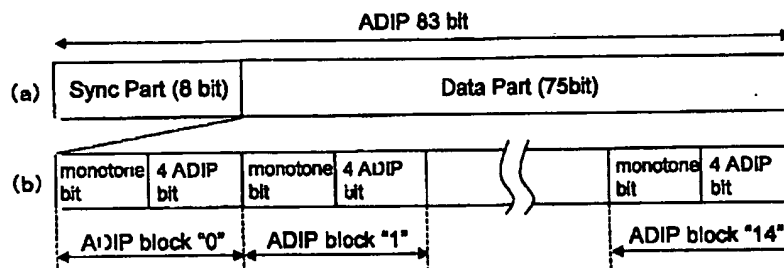 ADIP 83 bit
(a) Sync Part (8 bit) Data Part (75bit)
(b) monotone bit 4 ADIP bit monotone bit 4 ADIP bit monotone bit 4 ADIP bit
ADIP block "0" ADIP block "1" ADIP block "14"